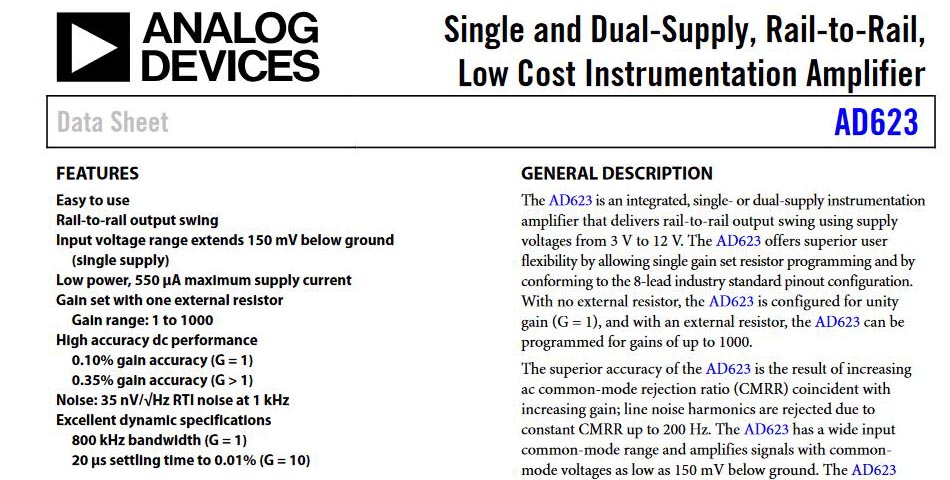 ANALOG
DEVICES
Single and Dual-Supply, Rail-to-Rail,
Low Cost Instrumentation Amplifier
Data Sheet
AD623
FEATURES
Easy to use
Rail-to-rail output swing
Input voltage range extends 150 mV below ground
(single supply)
Low power, 550 μA maximum supply current
Gain set with one external resistor
Gain range: 1 to 1000
High accuracy dc performance
0.10% gain accuracy (G = 1)
0.35% gain accuracy (G > 1)
Noise: 35 nV/√Hz RTI noise at 1 kHz
Excellent dynamic specifications
800 kHz bandwidth (G = 1)
20 μs settling time to 0.01% (G = 10)
GENERAL DESCRIPTION
The AD623 is an integrated, single- or dual-supply instrumentation
amplifier that delivers rail-to-rail output swing using supply
voltages from 3 V to 12 V. The AD623 offers superior user
flexibility by allowing single gain set resistor programming and by
conforming to the 8-lead industry standard pinout configuration.
With no external resistor, the AD623 is configured for unity
gain (G = 1), and with an external resistor, the AD623 can be
programmed for gains of up to 1000.
The superior accuracy of the AD623 is the result of increasing
ac common-mode rejection ratio (CMRR) coincident with
increasing gain; line noise harmonics are rejected due to
constant CMRR up to 200 Hz. The AD623 has a wide input
common-mode range and amplifies signals with common-
mode voltages as low as 150 mV below ground. The AD623